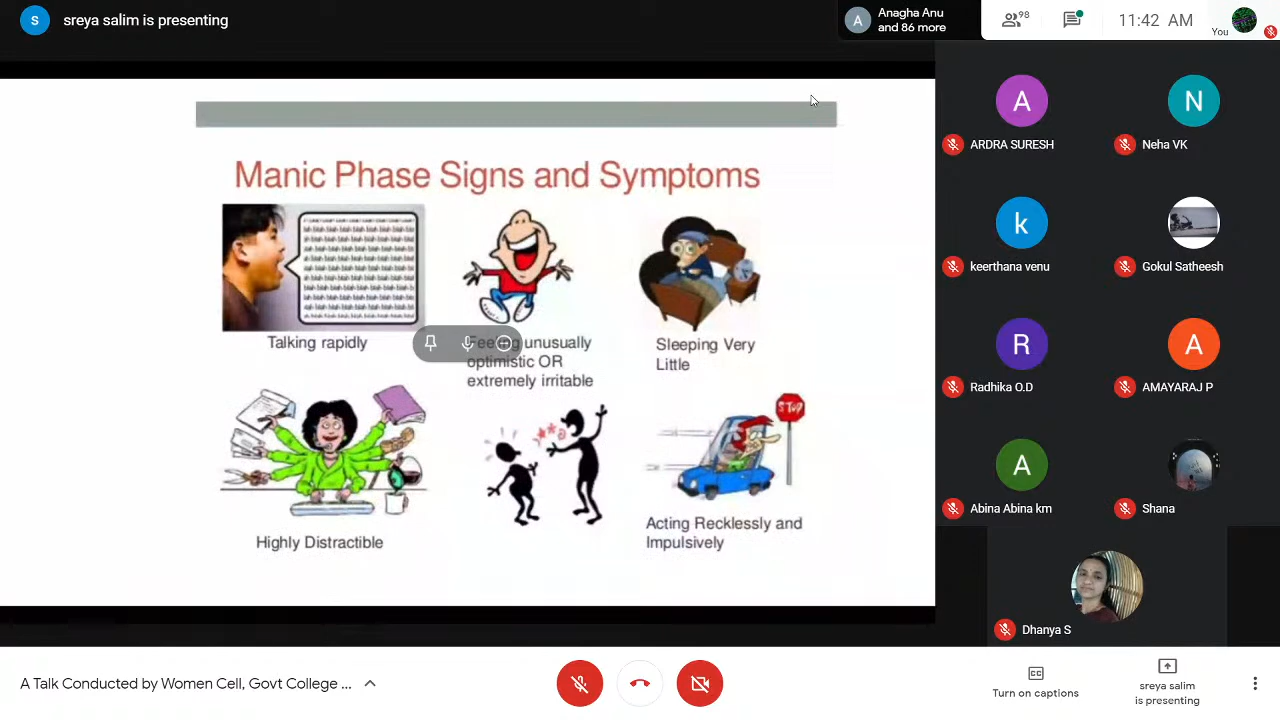 S
sreya salim is presenting
A
Anagha Anu
and 86 more
98
11:42 AM
You
Manic Phase Signs and Symptoms
Talking rapidly
unusually
optimistic OR
extremely irritable
Sleeping Very
Little
STOP
Highly Distractible
Acting Recklessly and
Impulsively
A
ARDRA SURESH
N
Neha VK
k
keerthana venu
Gokul Satheesh
R
Radhika O.D
A
AMAYARAJ P
A
Abina Abina km
Shana
Dhanya S
A Talk Conducted by Women Cell, Govt College ...
CC
Turn on captions
sreya salim
is presenting